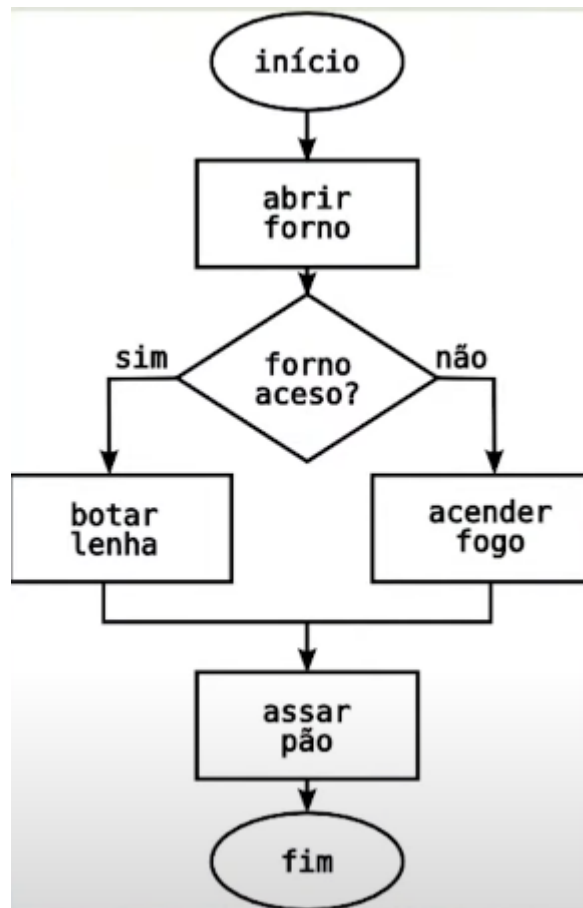 início
abrir
forno
forno
aceso?
sim
não
botar
lenha
acender
fogo
assar
pão
fim